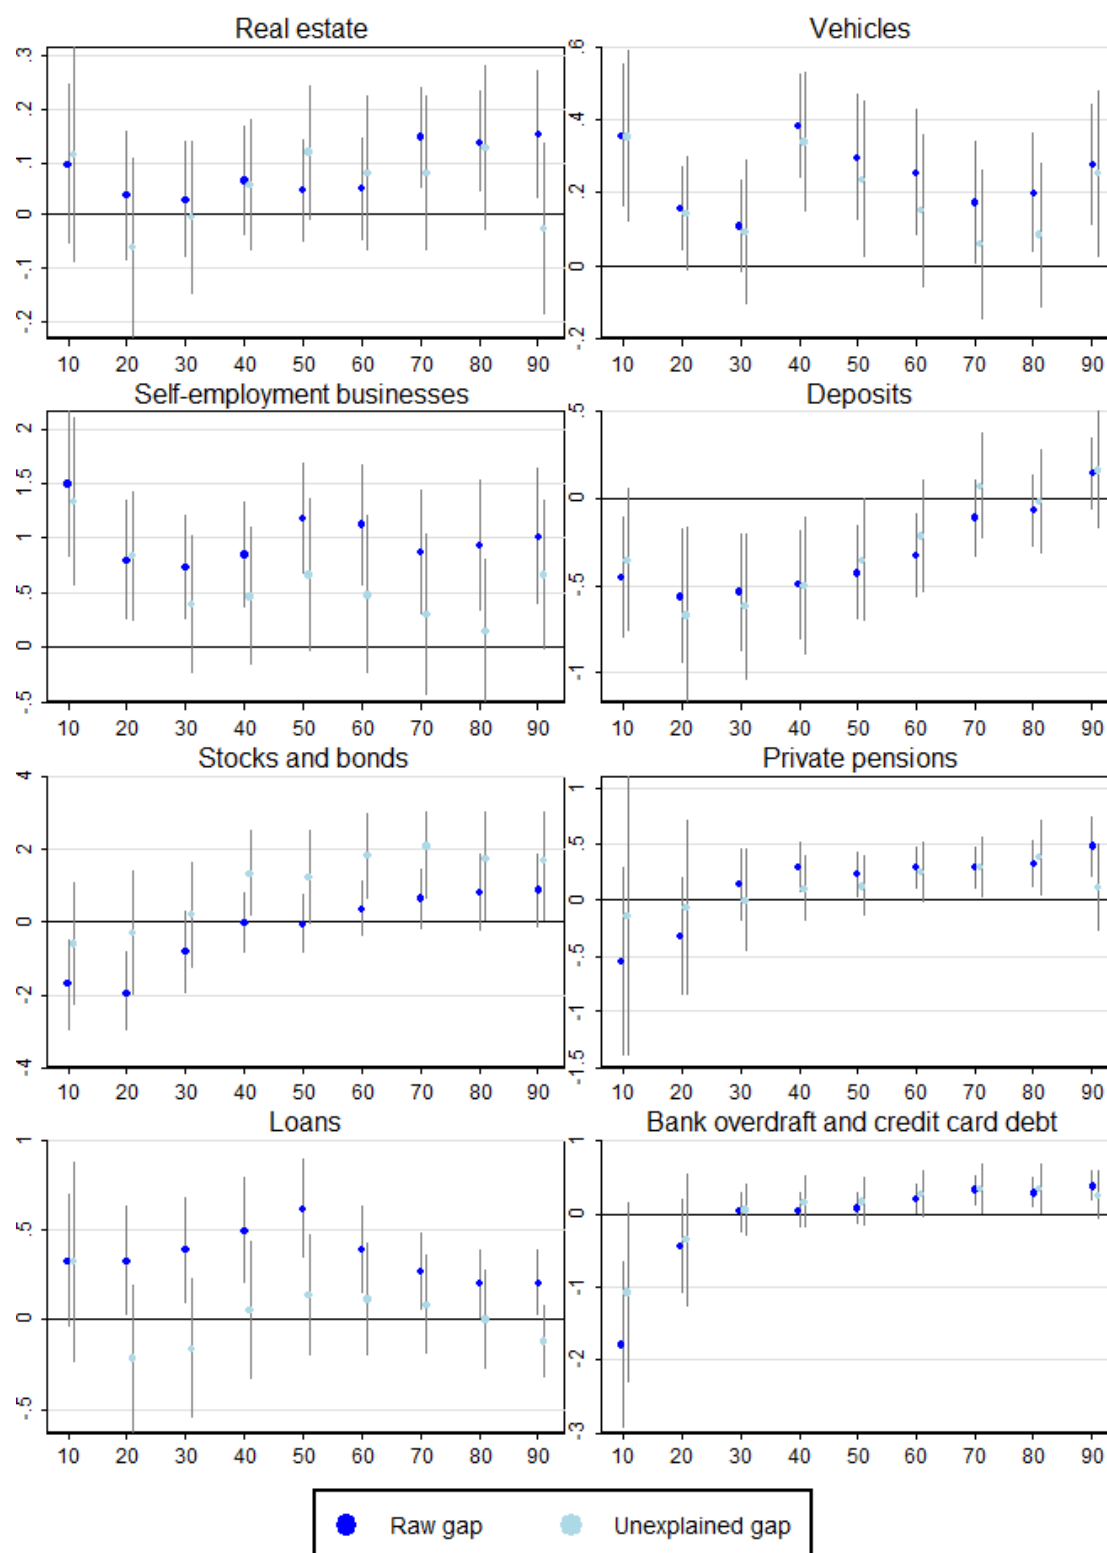 Real estate
.3
.2
.1
0
-.1
-.2
10 20 30 40 50 60 70 80 90
Vehicles
.6
.4
.2
0
-.2
10 20 30 40 50 60 70 80 90
Self-employment businesses
2
1.5
1
.5
0
-.5
10 20 30 40 50 60 70 80 90
Deposits
.5
0
-.5
-1
10 20 30 40 50 60 70 80 90
Stocks and bonds
4
2
0
-2
-4
10 20 30 40 50 60 70 80 90
Private pensions
1
.5
0
-.5
-1
-1.5
10 20 30 40 50 60 70 80 90
Loans
1
.5
0
-.5
10 20 30 40 50 60 70 80 90
Bank overdraft and credit card debt
1
0
-1
-2
-3
10 20 30 40 50 60 70 80 90
Raw gap Unexplained gap